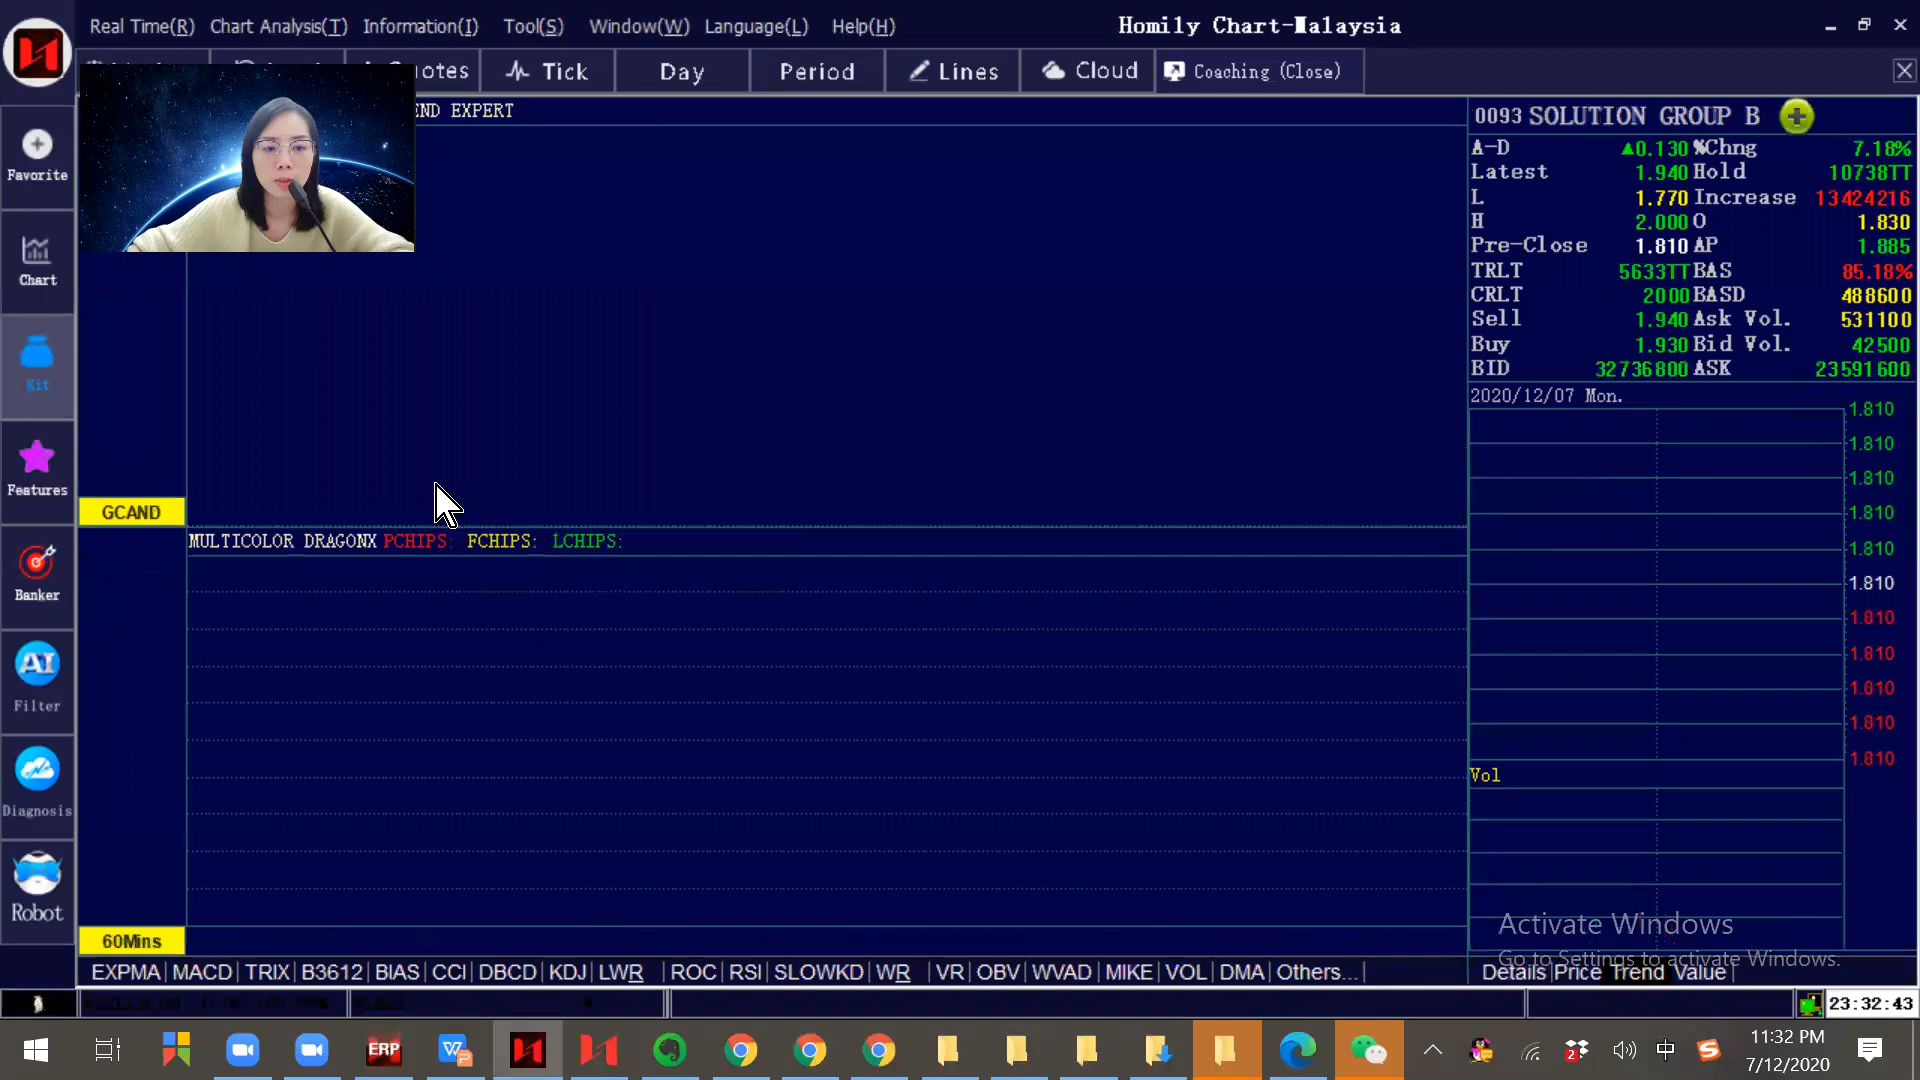 Real Time(R) Chart Analysis(T) Information(I) Tool(S) Window(W) Language(L) Help(H) Homily Chart-Malaysia
Tick Day Period Lines Cloud Coaching (Close)
END EXPERT
Favorite
Chart
Kit
Features
Banker
AI
Filter
Diagnosis
Robot
GCAND
MULTICOLOR DRAGONX PCHIPS: FCHIPS: LCHIPS:
60Mins
EXPMA MACD TRIX B3612 BIAS CCI DBCD KDJ LWR ROC RSI SLOWKD WR VR OBV WVAD MIKE VOL DMA Others...
0093 SOLUTION GROUP B
A-D ▲0.130 %Chng 7.18%
Latest 1.940 Hold 10738TT
L 1.770 Increase 13424216
H 2.000 O 1.830
Pre-Close 1.810 AP 1.885
TRLT 5633TT BAS 85.18%
CRLT 2000 BASD 488600
Sell 1.940 Ask Vol. 531100
Buy 1.930 Bid Vol. 42500
BID 32736800 ASK 23591600
2020/12/07 Mon.
1.810
1.810
1.810
1.810
1.810
1.810
1.810
1.810
1.810
1.810
1.810
Vol
Activate Windows
Go to Settings to activate Windows.
Details Price Trend Value
23:32:43
ERP
2
中
11:32 PM
7/12/2020